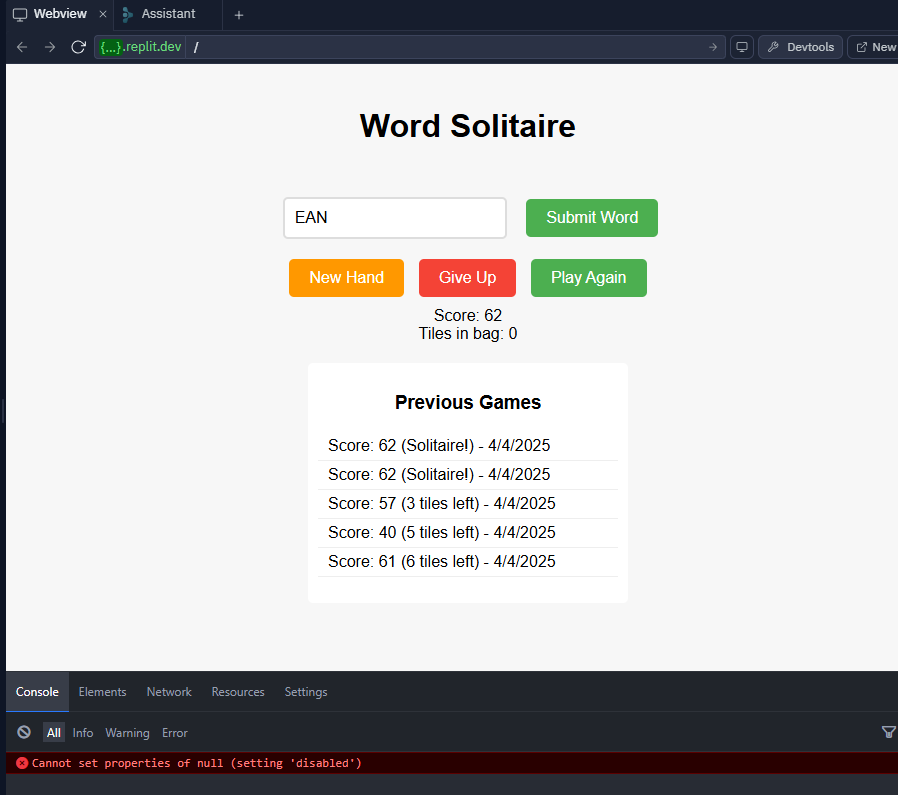 Webview × Assistant +
{...}.replit.dev / Devtools New
Word Solitaire
EAN Submit Word
New Hand Give Up Play Again
Score: 62
Tiles in bag: 0
Previous Games
Score: 62 (Solitaire!) - 4/4/2025
Score: 62 (Solitaire!) - 4/4/2025
Score: 57 (3 tiles left) - 4/4/2025
Score: 40 (5 tiles left) - 4/4/2025
Score: 61 (6 tiles left) - 4/4/2025
Console Elements Network Resources Settings
All Info Warning Error
Cannot set properties of null (setting 'disabled')